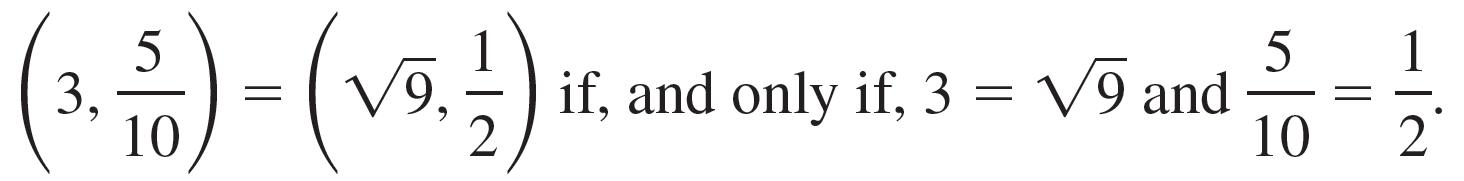 (3, 5/10) = (√9, 1/2) if, and only if, 3 = √9 and 5/10 = 1/2.